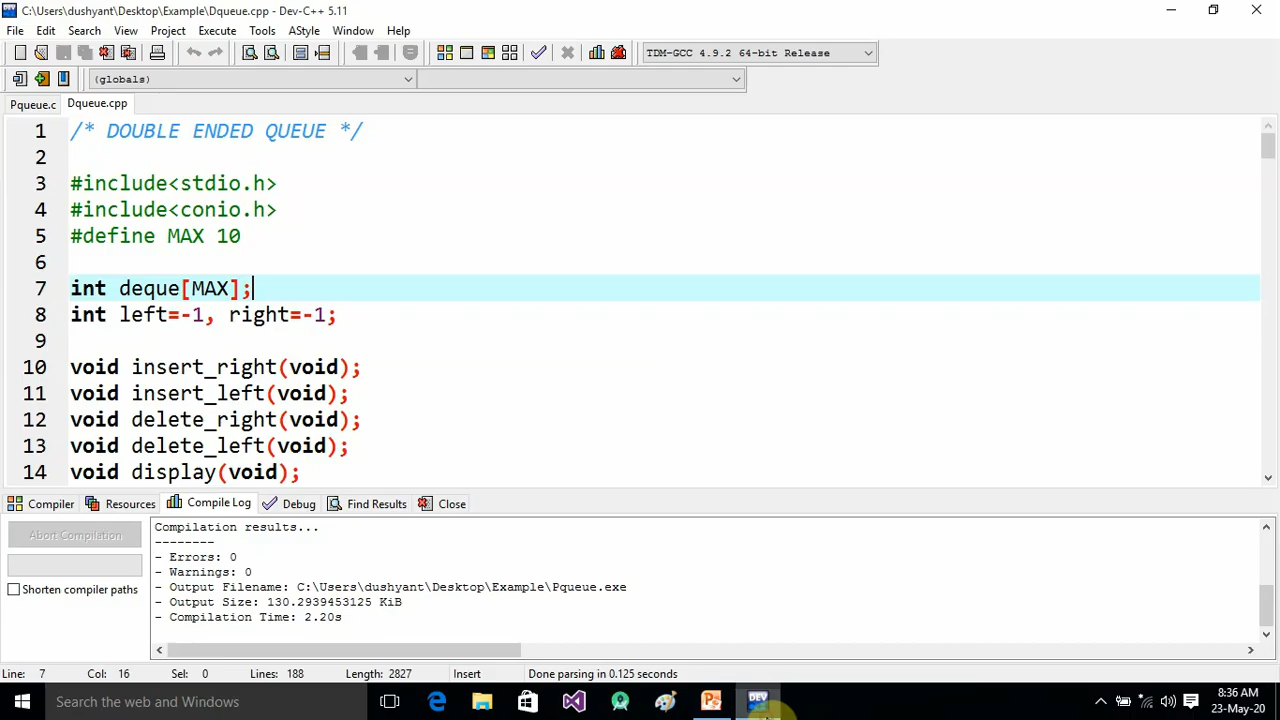 C:\Users\dushyant\Desktop\Example\Dqueue.cpp - Dev-C++ 5.11
File Edit Search View Project Execute Tools AStyle Window Help
TDM-GCC 4.9.2 64-bit Release
(globals)
Pqueue.c Dqueue.cpp
1 /* DOUBLE ENDED QUEUE */
2
3 #include<stdio.h>
4 #include<conio.h>
5 #define MAX 10
6
7 int deque[MAX];
8 int left=-1, right=-1;
9
10 void insert_right(void);
11 void insert_left(void);
12 void delete_right(void);
13 void delete_left(void);
14 void display(void);
Compiler Resources Compile Log Debug Find Results Close
Abort Compilation
Shorten compiler paths
Compilation results...
--------
- Errors: 0
- Warnings: 0
- Output Filename: C:\Users\dushyant\Desktop\Example\Pqueue.exe
- Output Size: 130.2939453125 KiB
- Compilation Time: 2.20s
Line: 7 Col: 16 Sel: 0 Lines: 188 Length: 2827 Insert Done parsing in 0.125 seconds
Search the web and Windows
DEV
8:36 AM
23-May-20